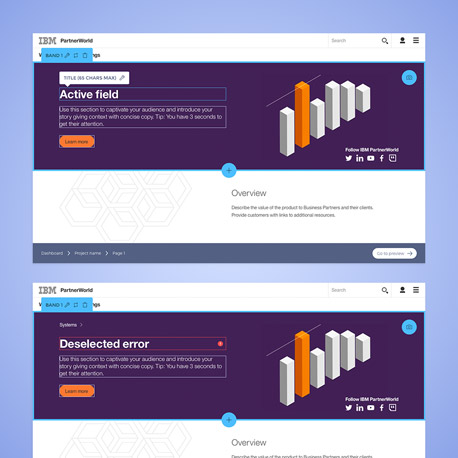 IBM PartnerWorld
Search
BAND 1
TITLE (65 CHARS MAX)
Active field
Use this section to captivate your audience and introduce your
story giving context with concise copy. Tip: You have 3 seconds to
get their attention.
Learn more
Follow IBM PartnerWorld
Overview
Describe the value of the product to Business Partners and their clients.
Provide customers with links to additional resources.
Dashboard
Project name
Page 1
Go to preview
IBM PartnerWorld
Search
BAND 1
Systems
Deselected error
Use this section to captivate your audience and introduce your
story giving context with concise copy. Tip: You have 3 seconds to
get their attention.
Learn more
Follow IBM PartnerWorld
Overview
Describe the value of the product to Business Partners and their clients.